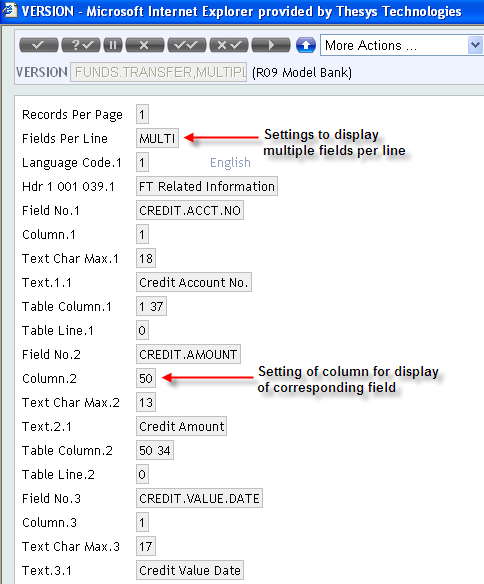 VERSION - Microsoft Internet Explorer provided by Thesys Technologies
More Actions ...
VERSION FUNDS.TRANSFER,MULTIPL (R09 Model Bank)
Records Per Page 1
Fields Per Line MULTI
Settings to display
multiple fields per line
Language Code.1 1 English
Hdr 1 001 039.1 FT Related Information
Field No.1 CREDIT.ACCT.NO
Column.1 1
Text Char Max.1 18
Text.1.1 Credit Account No.
Table Column.1 1 37
Table Line.1 0
Field No.2 CREDIT.AMOUNT
Column.2 50
Setting of column for display
of corresponding field
Text Char Max.2 13
Text.2.1 Credit Amount
Table Column.2 50 34
Table Line.2 0
Field No.3 CREDIT.VALUE.DATE
Column.3 1
Text Char Max.3 17
Text.3.1 Credit Value Date